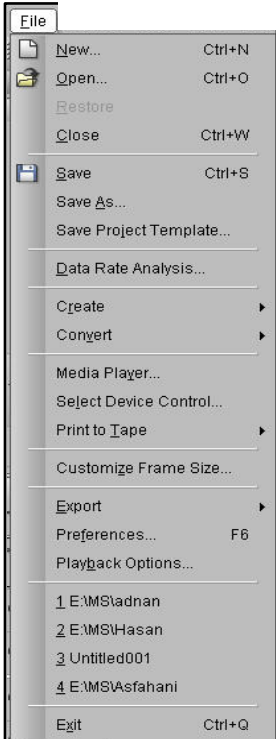 File
New... Ctrl+N
Open... Ctrl+O
Restore
Close Ctrl+W
Save Ctrl+S
Save As...
Save Project Template...
Data Rate Analysis...
Create
Convert
Media Player...
Select Device Control...
Print to Tape
Customize Frame Size...
Export
Preferences... F6
Playback Options...
1 E:\MS\adnan
2 E:\MS\Hasan
3 Untitled001
4 E:\MS\Asfahani
Exit Ctrl+Q